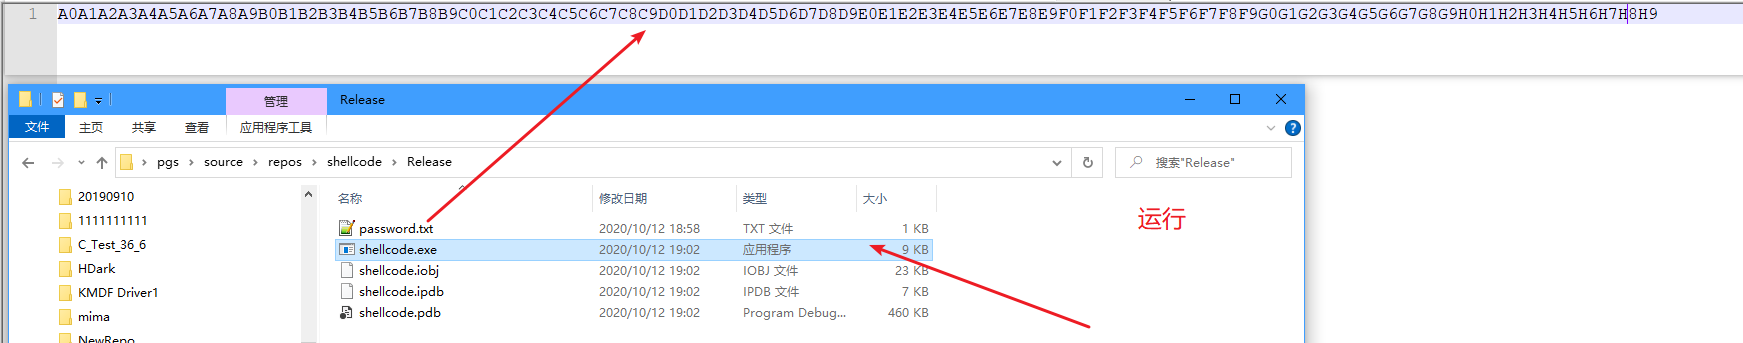 1 A0A1A2A3A4A5A6A7A8A9B0B1B2B3B4B5B6B7B8B9C0C1C2C3C4C5C6C7C8C9D0D1D2D3D4D5D6D7D8D9E0E1E2E3E4E5E6E7E8E9F0F1F2F3F4F5F6F7F8F9G0G1G2G3G4G5G6G7G8G9H0H1H2H3H4H5H6H7H8H9
管理 Release
文件 主页 共享 查看 应用程序工具
pgs › source › repos › shellcode › Release 搜索"Release"
20190910
1111111111
C_Test_36_6
HDark
KMDF Driver1
mima
NewRepo
名称 修改日期 类型 大小
password.txt 2020/10/12 18:58 TXT 文件 1 KB
shellcode.exe 2020/10/12 19:02 应用程序 9 KB
shellcode.iobj 2020/10/12 19:02 IOBJ 文件 23 KB
shellcode.ipdb 2020/10/12 19:02 IPDB 文件 7 KB
shellcode.pdb 2020/10/12 19:02 Program Debug... 460 KB
运行